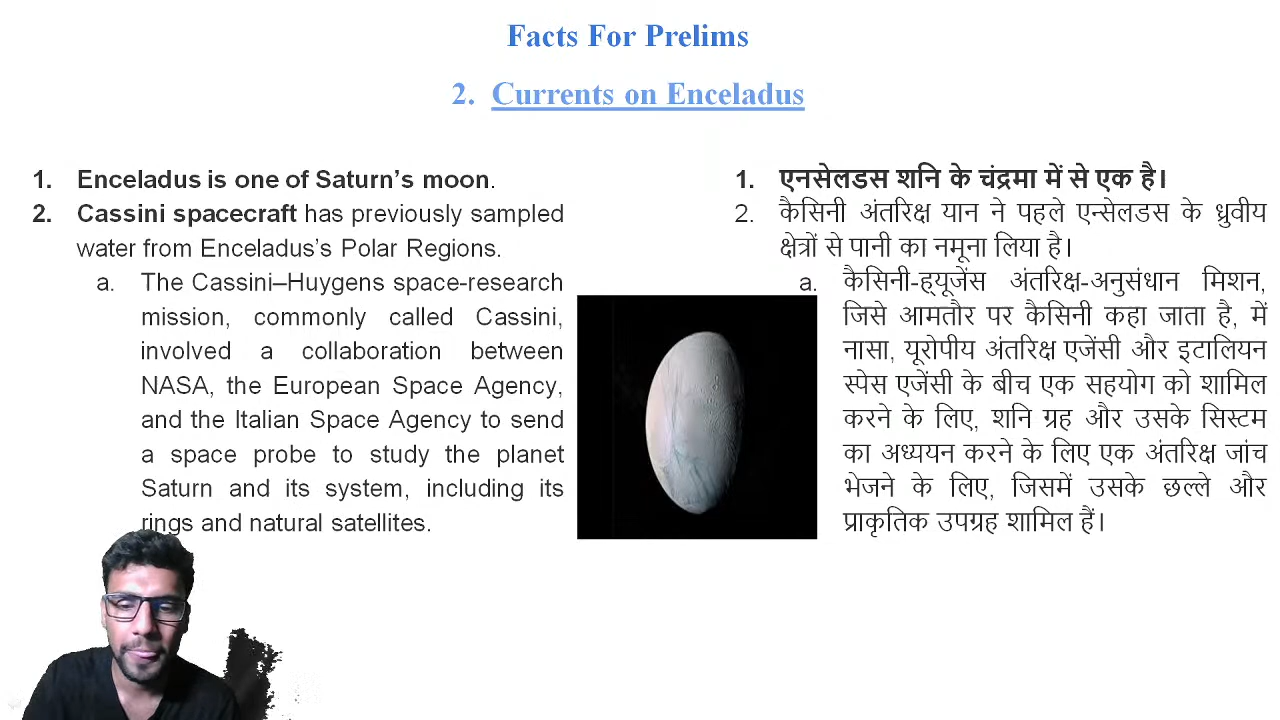 Facts For Prelims
2. Currents on Enceladus
1. Enceladus is one of Saturn's moon.
2. Cassini spacecraft has previously sampled
water from Enceladus's Polar Regions.
a. The Cassini–Huygens space-research
mission, commonly called Cassini,
involved a collaboration between
NASA, the European Space Agency,
and the Italian Space Agency to send
a space probe to study the planet
Saturn and its system, including its
rings and natural satellites.
1. एनसेलडस शनि के चंद्रमा में से एक है।
2. कैसिनी अंतरिक्ष यान ने पहले एन्सेलडस के ध्रुवीय
क्षेत्रों से पानी का नमूना लिया है।
a. कैसिनी-ह्यूजेंस अंतरिक्ष-अनुसंधान मिशन,
जिसे आमतौर पर कैसिनी कहा जाता है, में
नासा, यूरोपीय अंतरिक्ष एजेंसी और इटालियन
स्पेस एजेंसी के बीच एक सहयोग को शामिल
करने के लिए, शनि ग्रह और उसके सिस्टम
का अध्ययन करने के लिए एक अंतरिक्ष जांच
भेजने के लिए, जिसमें उसके छल्ले और
प्राकृतिक उपग्रह शामिल हैं।